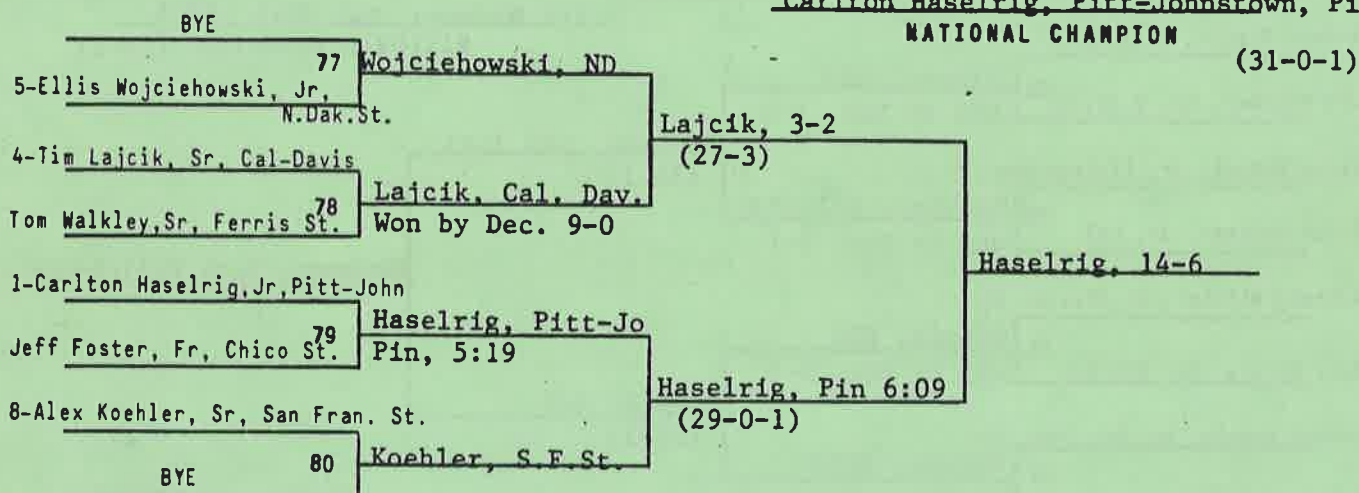 Carlton Haselrig, Pitt-Johnstown,
NATIONAL CHAMPION
(31-0-1)
BYE
77 Wojciehowski, ND
5-Ellis Wojciehowski, Jr,
N.Dak.St.
Lajcik, 3-2
(27-3)
4-Tim Lajcik, Sr, Cal-Davis
Lajcik, Cal. Dav.
Tom Walkley,Sr, Ferris St. 78
Won by Dec. 9-0
Haselrig, 14-6
1-Carlton Haselrig,Jr,Pitt-John
Haselrig, Pitt-Jo
Jeff Foster, Fr, Chico St. 79
Pin, 5:19
Haselrig, Pin 6:09
(29-0-1)
8-Alex Koehler, Sr, San Fran. St.
80 Koehler, S.F.St.
BYE